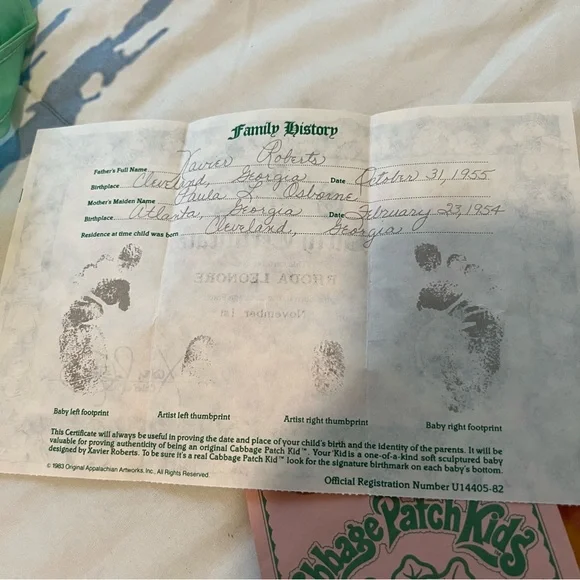 Family History
Father's Full Name Xavier Roberts
Birthplace Cleveland, Georgia Date October 31, 1955
Mother's Maiden Name Paula L. Osborne
Birthplace Atlanta, Georgia Date February 23, 1954
Residence at time child was born Cleveland, Georgia
RHODA LEONORE
November 1st
Baby left footprint
Artist left thumbprint
Artist right thumbprint
Baby right footprint
This Certificate will always be useful in proving the date and place of your child's birth and the identity of the parents. It will be
valuable for proving authenticity of being an original Cabbage Patch Kid™. Your 'Kid is a one-of-a-kind soft sculptured baby
designed by Xavier Roberts. To be sure it's a real Cabbage Patch Kid™ look for the signature birthmark on each baby's bottom.
© 1983 Original Appalachian Artworks, Inc., All Rights Reserved.
Official Registration Number U14405-82
Cabbage Patch Kids